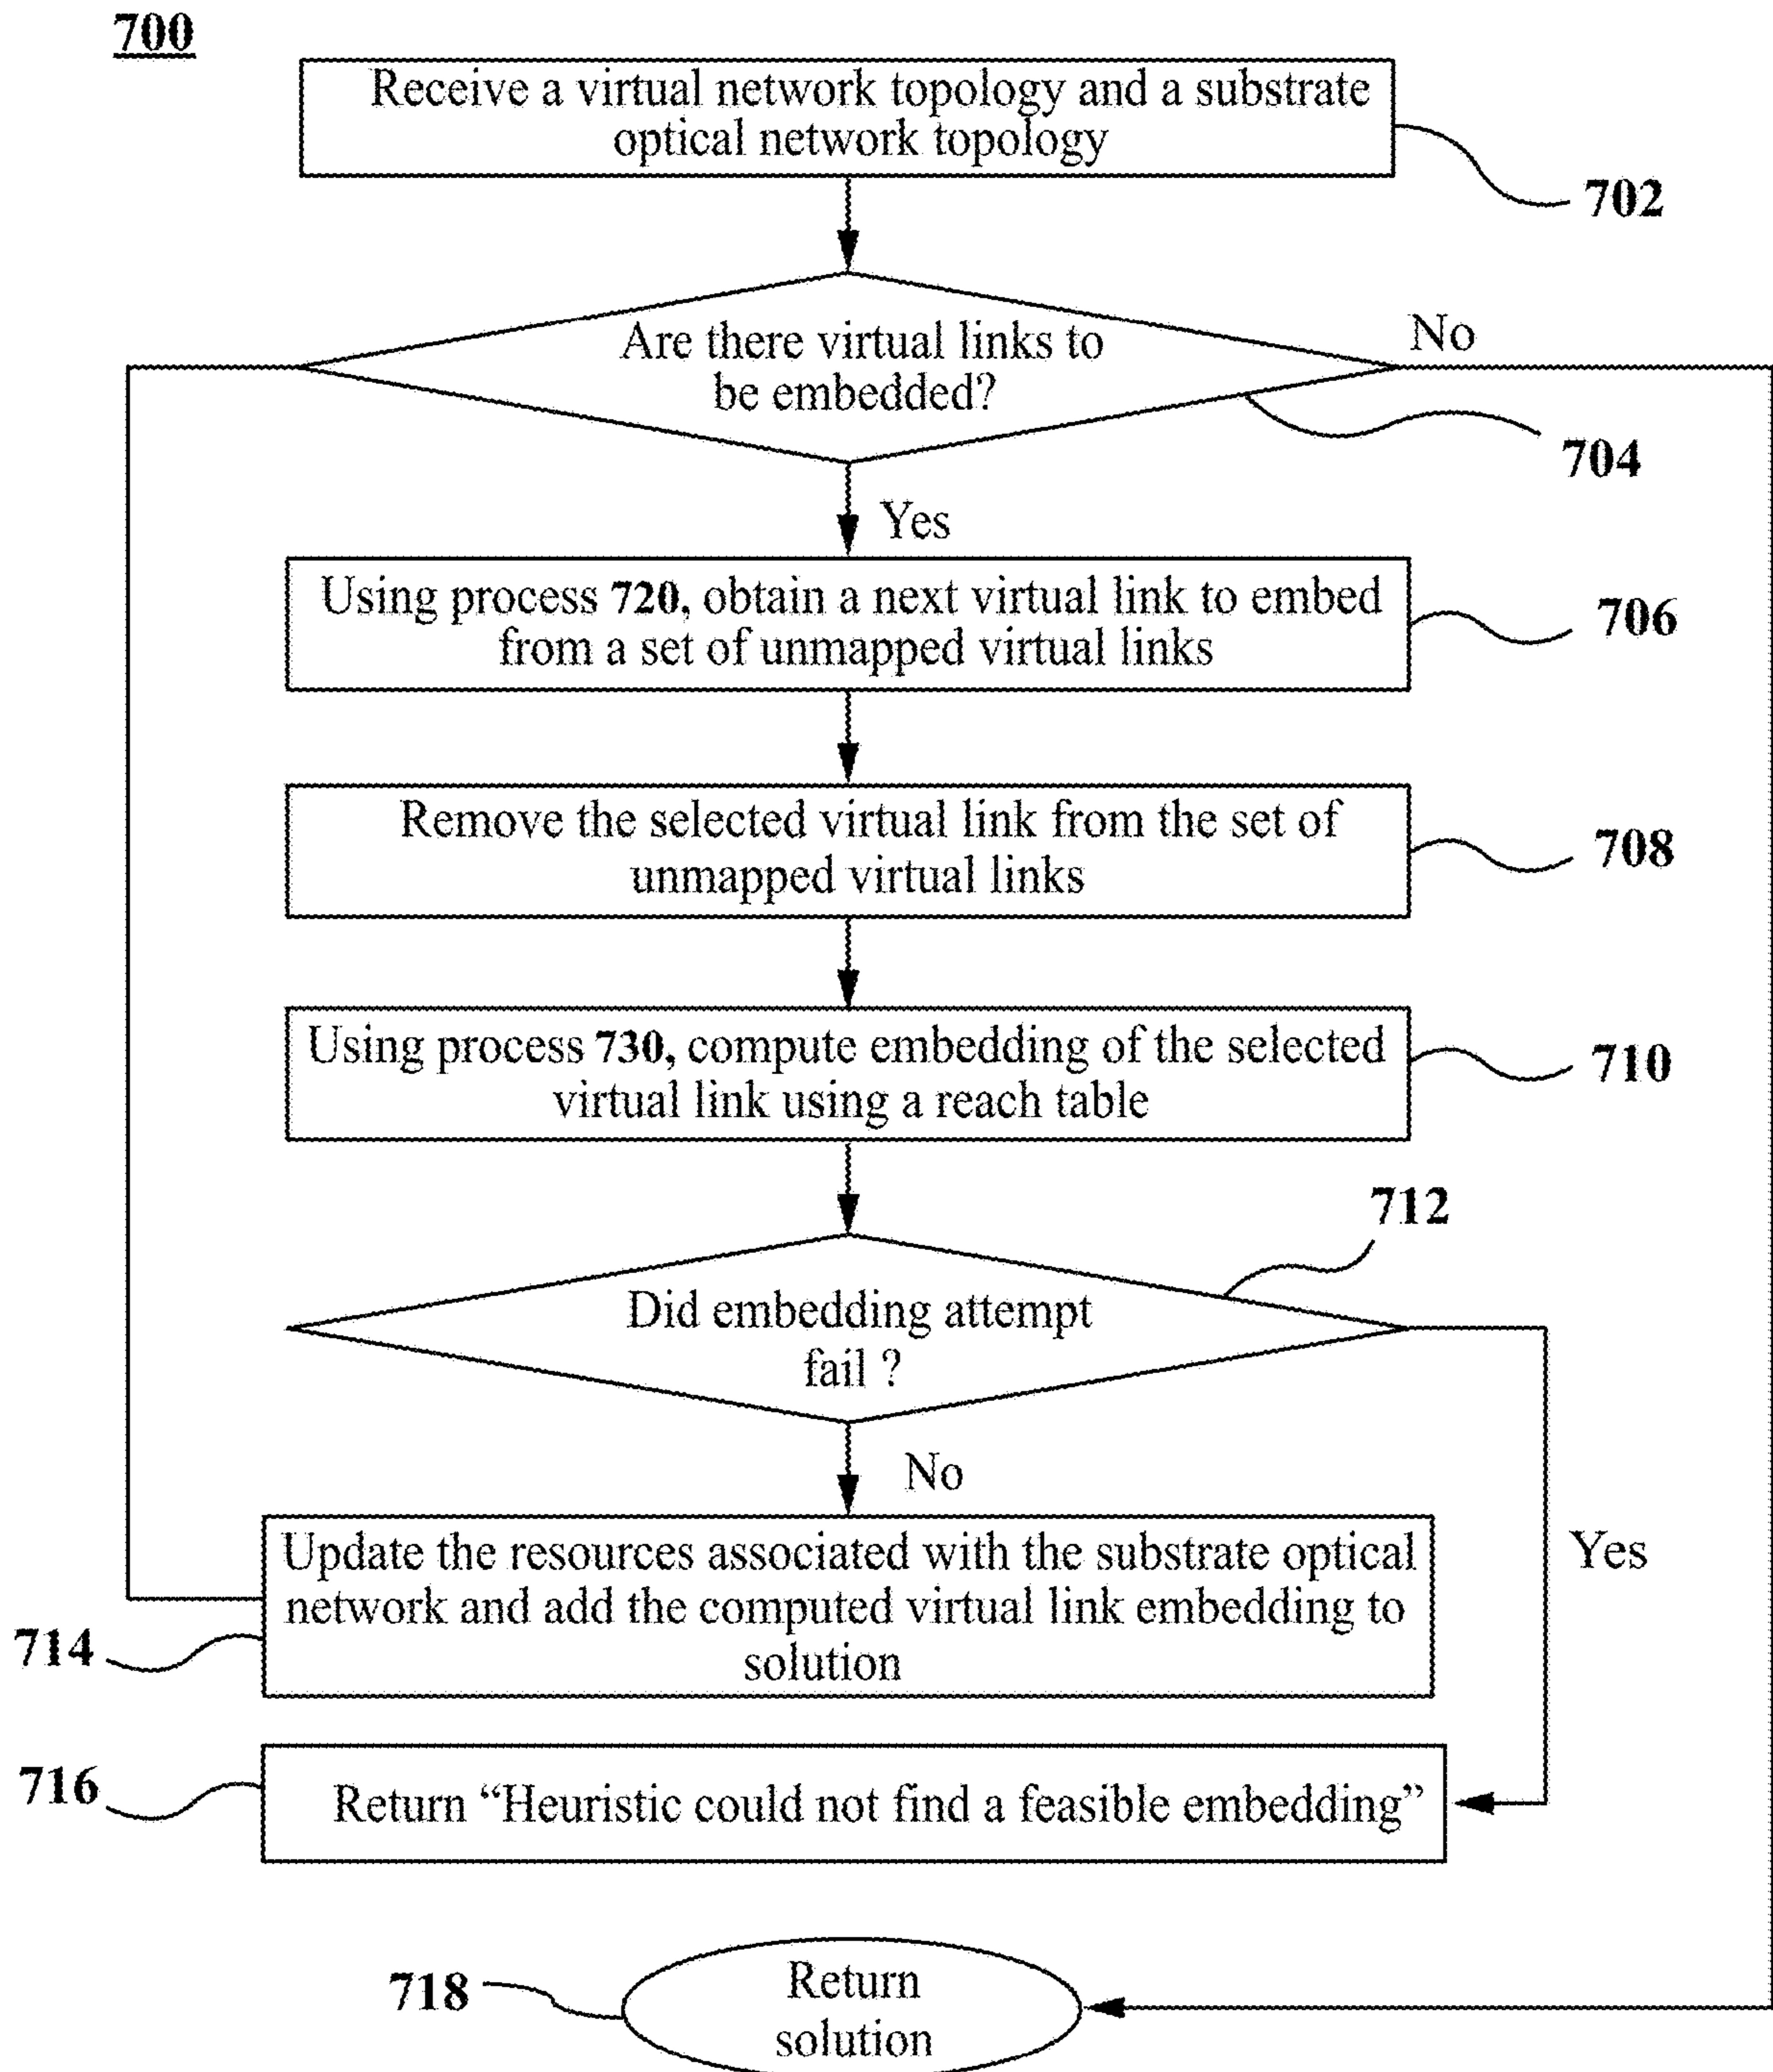 700
Receive a virtual network topology and a substrate
optical network topology
702
Are there virtual links to
be embedded?
No
704
Yes
Using process 720, obtain a next virtual link to embed
from a set of unmapped virtual links
706
Remove the selected virtual link from the set of
unmapped virtual links
708
Using process 730, compute embedding of the selected
virtual link using a reach table
710
712
Did embedding attempt
fail ?
No
Yes
Update the resources associated with the substrate optical
network and add the computed virtual link embedding to
solution
714
716
Return “Heuristic could not find a feasible embedding”
718
Return
solution